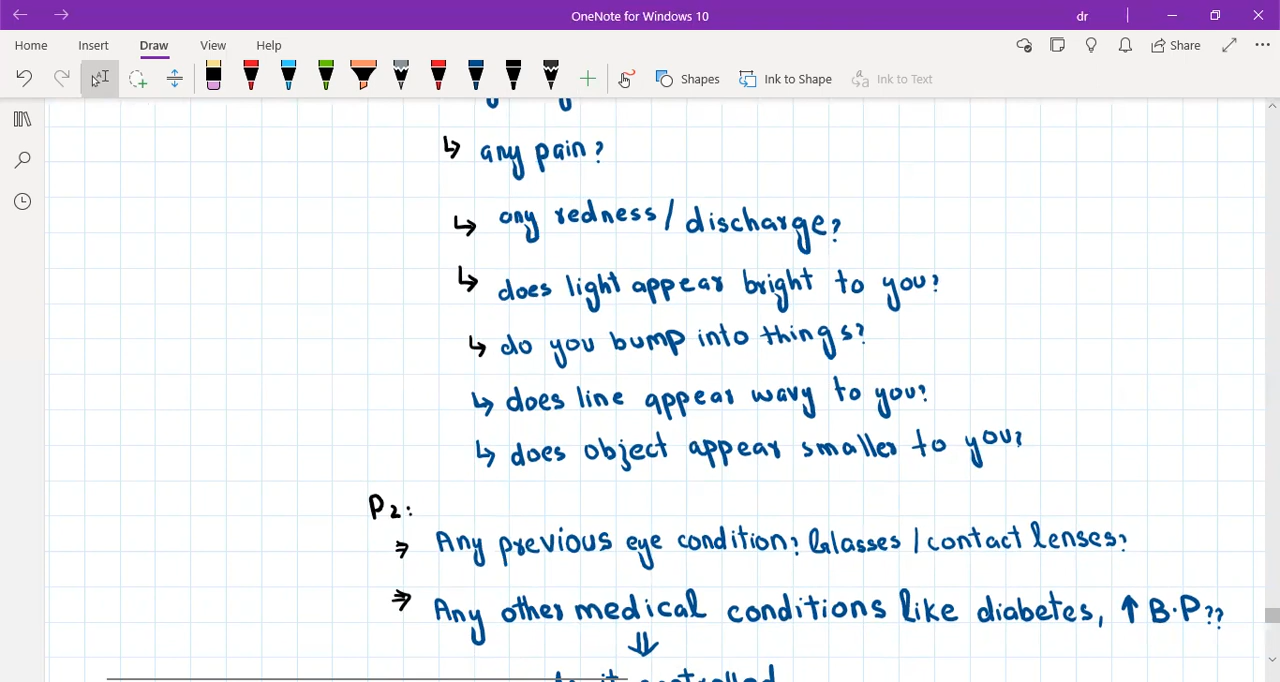 OneNote for Windows 10
dr
Home Insert Draw View Help
Share
Shapes Ink to Shape Ink to Text
↳ any pain?
↳ any redness / discharge?
↳ does light appear bright to you?
↳ do you bump into things?
↳ does line appear wavy to you?
↳ does object appear smaller to you?
P2:
⇒ Any previous eye condition? Glasses / contact lenses?
⇒ Any other medical conditions like diabetes, ↑ B.P??
⇓
it controlled